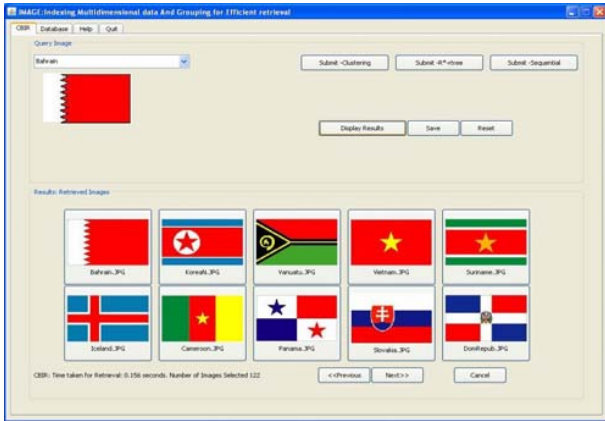 IMAGE:Indexing Multidimensional data And Grouping for Efficient retrieval
CBIR Database Help Quit
Query Image
Bahrain
Submit -Clustering Submit -R*-tree Submit -Sequential
Display Results Save Reset
Results: Retrieved Images
Bahrain.JPG KoreaN.JPG Vanuatu.JPG Vietnam.JPG Suriname.JPG
Iceland.JPG Cameroon.JPG Panama.JPG Slovakia.JPG DomRepub.JPG
CBIR: Time taken for Retrieval: 0.156 seconds. Number of Images Selected 122
<<Previous Next>> Cancel